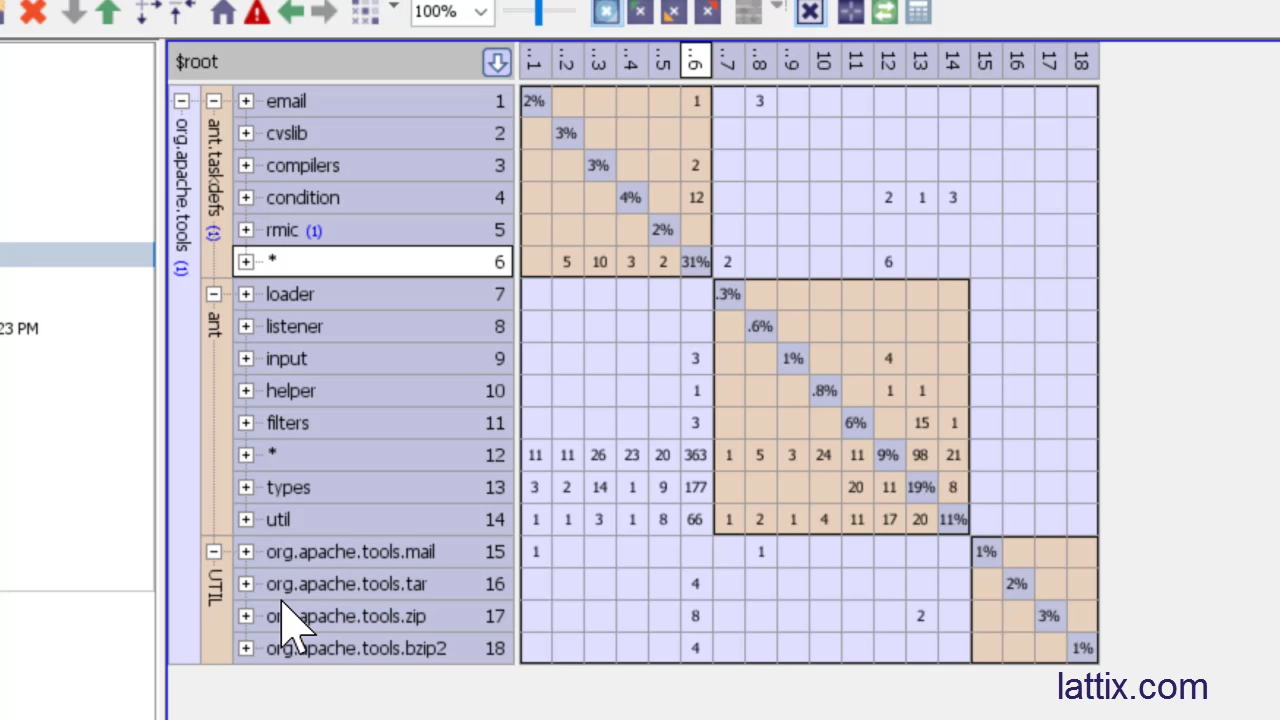 100%
$root
..1 ..2 ..3 ..4 ..5 ..6 ..7 ..8 ..9 10 11 12 13 14 15 16 17 18
org.apache.tools (1)
ant.taskdefs (1)
email 1 2% 1 3
cvslib 2 3%
compilers 3 3% 2
condition 4 4% 12 2 1 3
rmic (1) 5 2%
* 6 5 10 3 2 31% 2 6
ant
loader 7 .3%
listener 8 .6%
input 9 3 1% 4
helper 10 1 .8% 1 1
filters 11 3 6% 15 1
* 12 11 11 26 23 20 363 1 5 3 24 11 9% 98 21
types 13 3 2 14 1 9 177 20 11 19% 8
util 14 1 1 3 1 8 66 1 2 1 4 11 17 20 11%
UTIL
org.apache.tools.mail 15 1 1 1%
org.apache.tools.tar 16 4 2%
org.apache.tools.zip 17 8 2 3%
org.apache.tools.bzip2 18 4 1%
23 PM
lattix.com